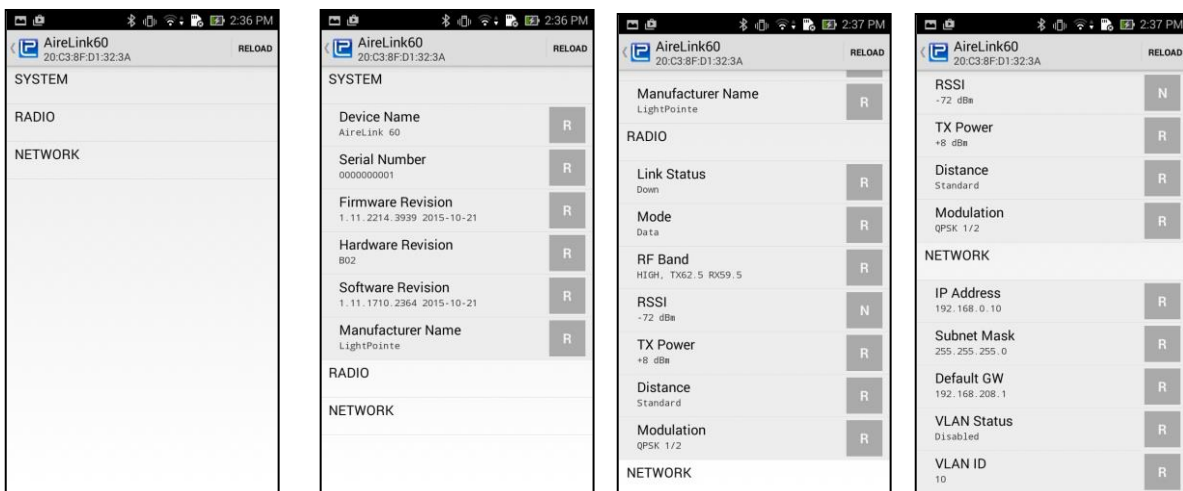 2:36 PM
AireLink60
20:C3:8F:D1:32:3A
RELOAD
SYSTEM
RADIO
NETWORK
2:36 PM
AireLink60
20:C3:8F:D1:32:3A
RELOAD
SYSTEM
Device Name
AireLink 60
R
Serial Number
0000000001
R
Firmware Revision
1.11.2214.3939 2015-10-21
R
Hardware Revision
B02
R
Software Revision
1.11.1710.2364 2015-10-21
R
Manufacturer Name
LightPointe
R
RADIO
NETWORK
2:37 PM
AireLink60
20:C3:8F:D1:32:3A
RELOAD
Manufacturer Name
LightPointe
R
RADIO
Link Status
Down
R
Mode
Data
R
RF Band
HIGH, TX62.5 RX59.5
R
RSSI
-72 dBm
N
TX Power
+8 dBm
R
Distance
Standard
R
Modulation
QPSK 1/2
R
NETWORK
2:37 PM
AireLink60
20:C3:8F:D1:32:3A
RELOAD
RSSI
-72 dBm
N
TX Power
+8 dBm
R
Distance
Standard
R
Modulation
QPSK 1/2
R
NETWORK
IP Address
192.168.0.10
R
Subnet Mask
255.255.255.0
R
Default GW
192.168.208.1
R
VLAN Status
Disabled
R
VLAN ID
10
R